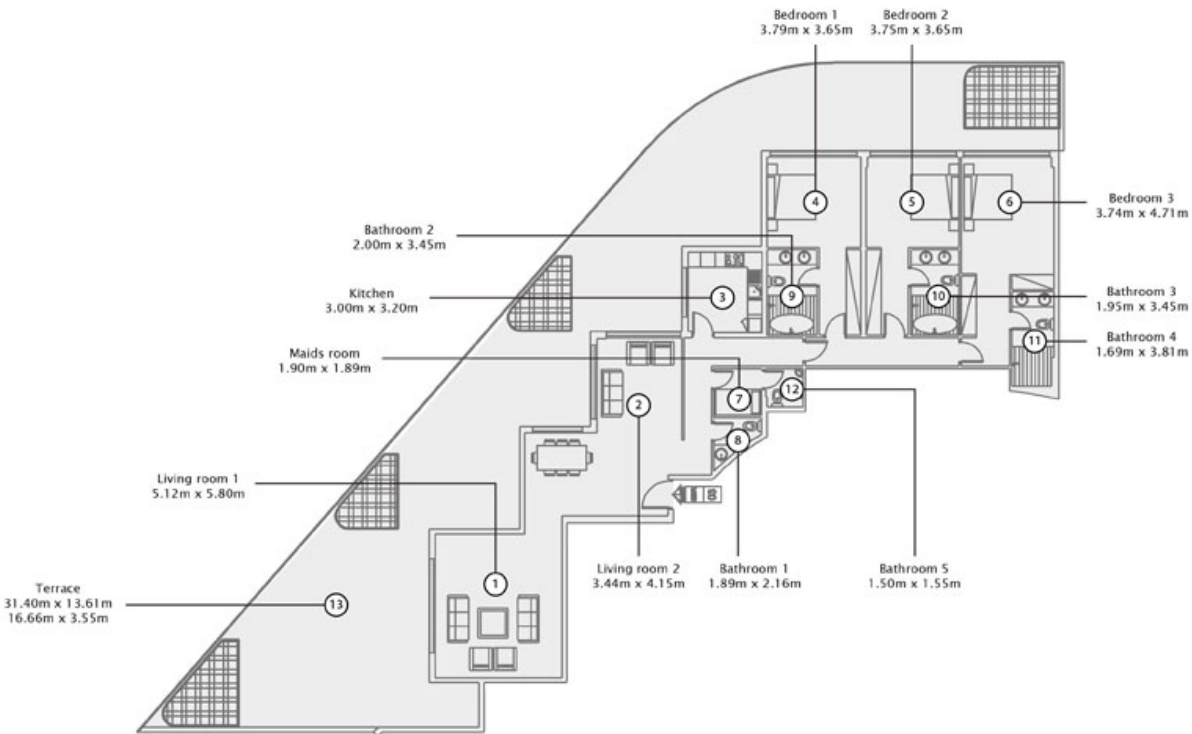 Bedroom 1
3.79m x 3.65m
Bedroom 2
3.75m x 3.65m
4
5
6
Bedroom 3
3.74m x 4.71m
Bathroom 2
2.00m x 3.45m
Kitchen
3.00m x 3.20m
3
9
10
Bathroom 3
1.95m x 3.45m
11
Bathroom 4
1.69m x 3.81m
Maids room
1.90m x 1.89m
2
7
12
8
Living room 1
5.12m x 5.80m
Living room 2
3.44m x 4.15m
Bathroom 1
1.89m x 2.16m
Bathroom 5
1.50m x 1.55m
1
Terrace
31.40m x 13.61m
16.66m x 3.55m
13